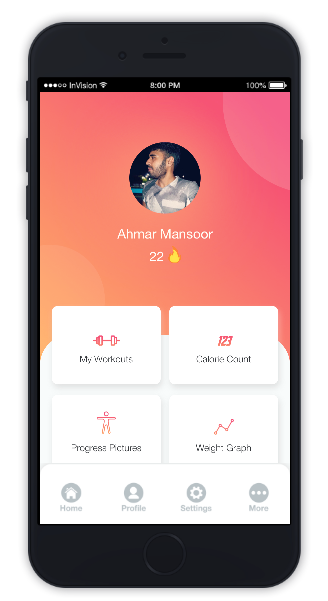 InVision 8:00 PM 100%
Ahmar Mansoor
22 🔥
My Workouts Calorie Count
123
Progress Pictures Weight Graph
Home Profile Settings More